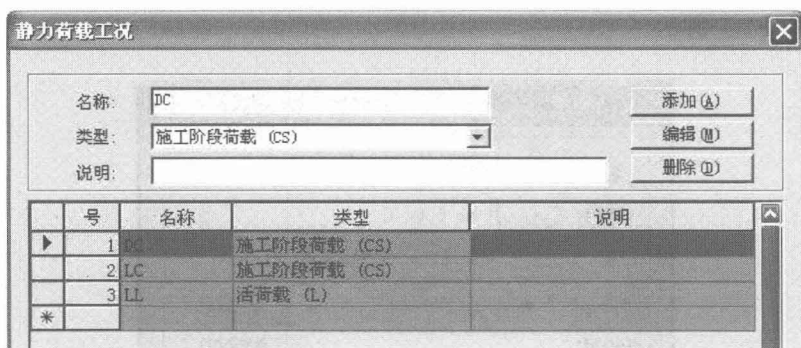 静力荷载工况
名称: DC 添加(A)
类型: 施工阶段荷载 (CS) 编辑(M)
说明: 删除(D)
号 名称 类型 说明
1 DC 施工阶段荷载 (CS)
2 LC 施工阶段荷载 (CS)
3 LL 活荷载 (L)
*